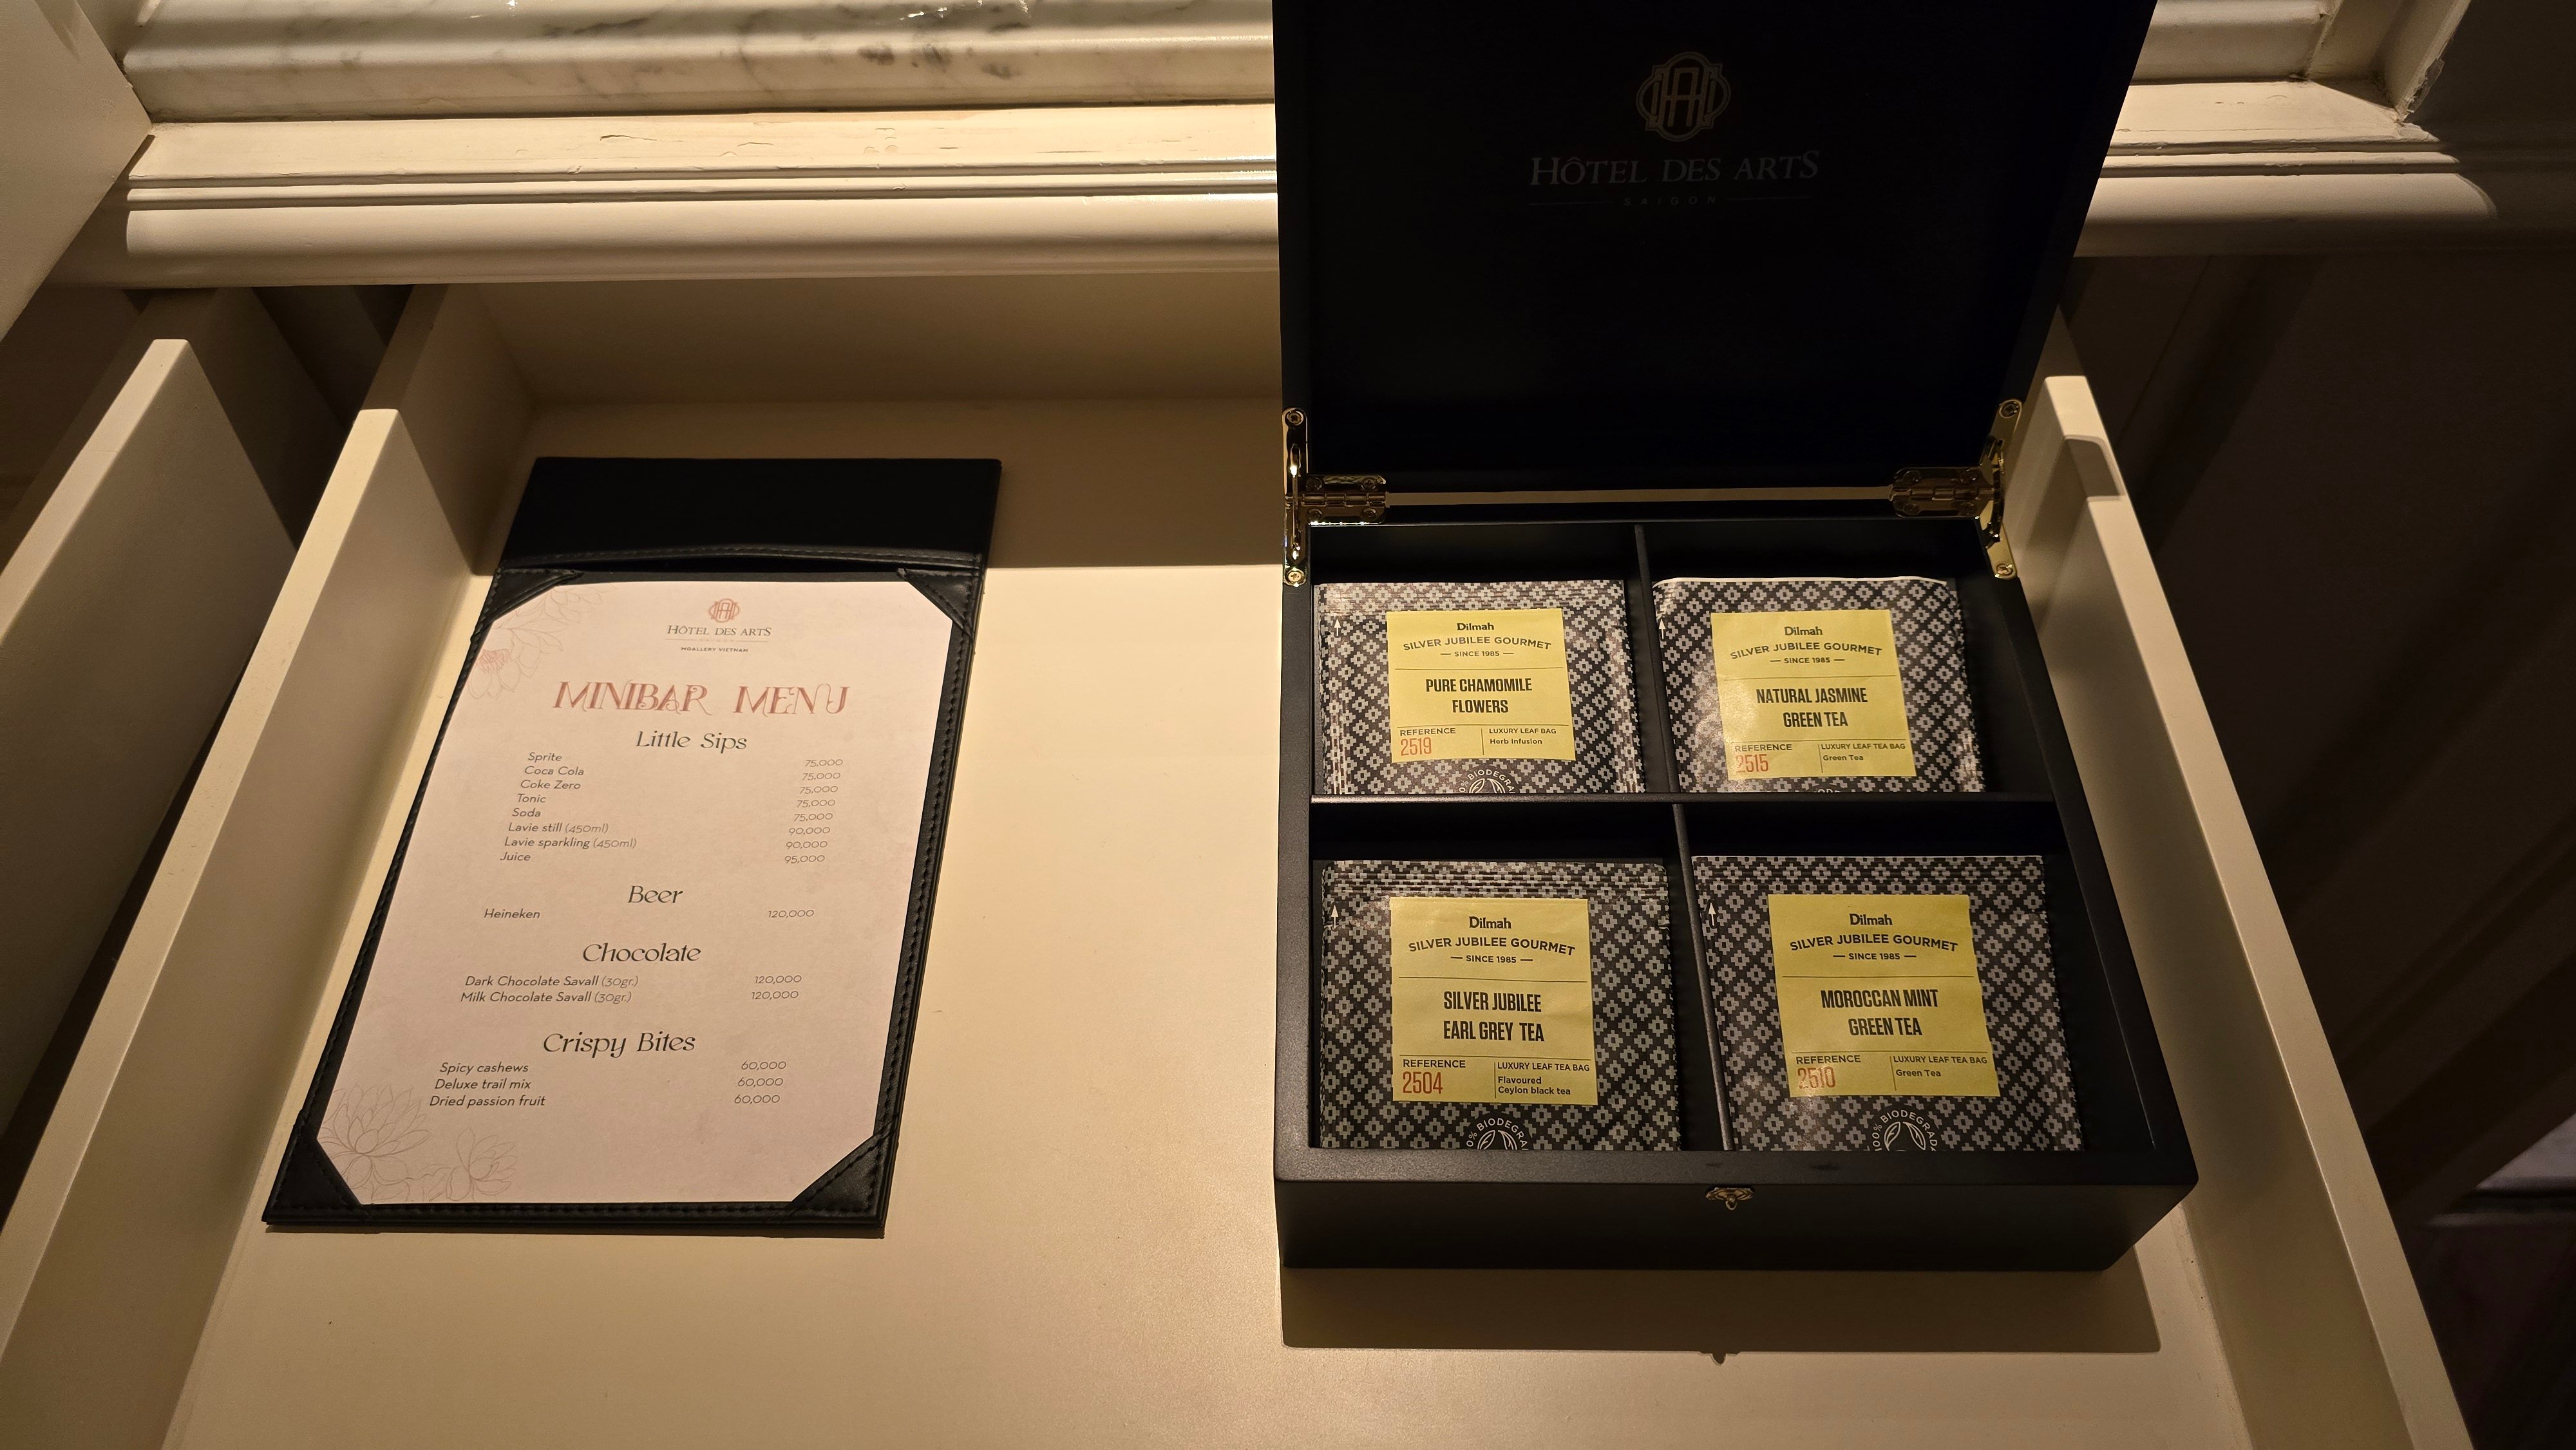 HÔTEL DES ARTS
MGALLERY VIETNAM
MINIBAR MENU
Little Sips
Sprite 75,000
Coca Cola 75,000
Coke Zero 75,000
Tonic 75,000
Soda 75,000
Lavie still (450ml) 90,000
Lavie sparkling (450ml) 90,000
Juice 95,000
Beer
Heineken 120,000
Chocolate
Dark Chocolate Savall (30gr.) 120,000
Milk Chocolate Savall (30gr.) 120,000
Crispy Bites
Spicy cashews 60,000
Deluxe trail mix 60,000
Dried passion fruit 60,000
HÔTEL DES ARTS
SAIGON
Dilmah
SILVER JUBILEE GOURMET
— SINCE 1985 —
PURE CHAMOMILE
FLOWERS
REFERENCE
2519
LUXURY LEAF BAG
Herb Infusion
BIODEG
Dilmah
SILVER JUBILEE GOURMET
— SINCE 1985 —
NATURAL JASMINE
GREEN TEA
REFERENCE
2515
LUXURY LEAF TEA BAG
Green Tea
Dilmah
SILVER JUBILEE GOURMET
— SINCE 1985 —
SILVER JUBILEE
EARL GREY TEA
REFERENCE
2504
LUXURY LEAF TEA BAG
Flavoured
Ceylon black tea
% BIODEGRA
Dilmah
SILVER JUBILEE GOURMET
— SINCE 1985 —
MOROCCAN MINT
GREEN TEA
REFERENCE
2510
LUXURY LEAF TEA BAG
Green Tea
100% BIODEGRAD